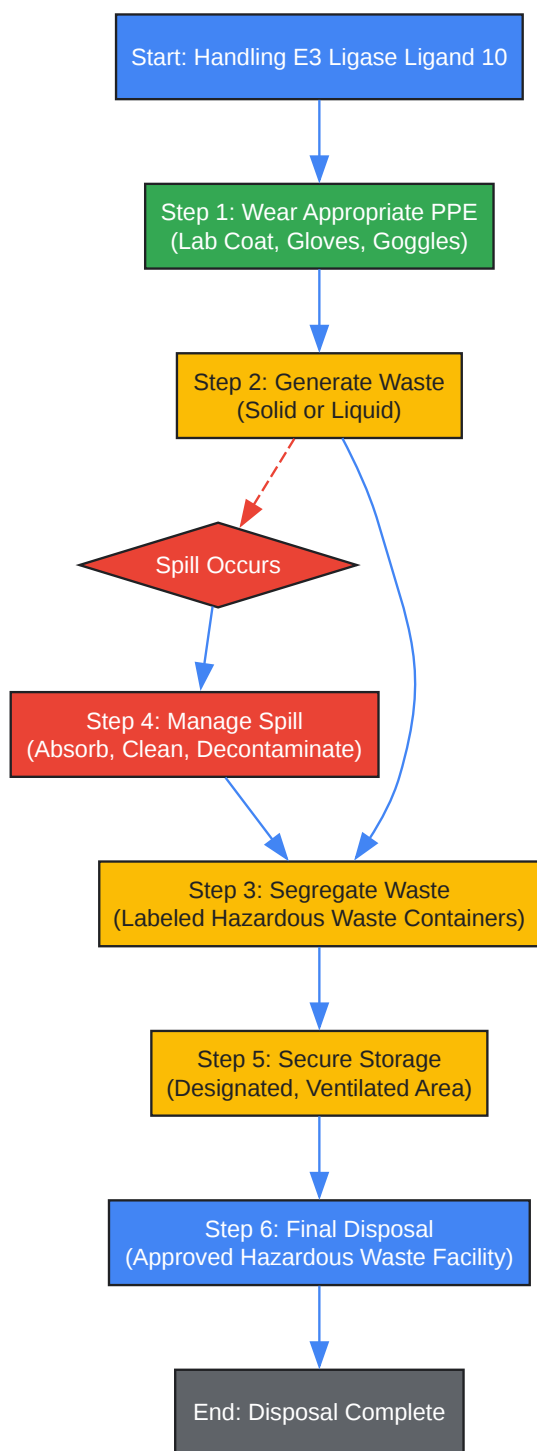 Start: Handling E3 Ligase Ligand 10
Step 1: Wear Appropriate PPE
(Lab Coat, Gloves, Goggles)
Step 2: Generate Waste
(Solid or Liquid)
Spill Occurs
Step 4: Manage Spill
(Absorb, Clean, Decontaminate)
Step 3: Segregate Waste
(Labeled Hazardous Waste Containers)
Step 5: Secure Storage
(Designated, Ventilated Area)
Step 6: Final Disposal
(Approved Hazardous Waste Facility)
End: Disposal Complete